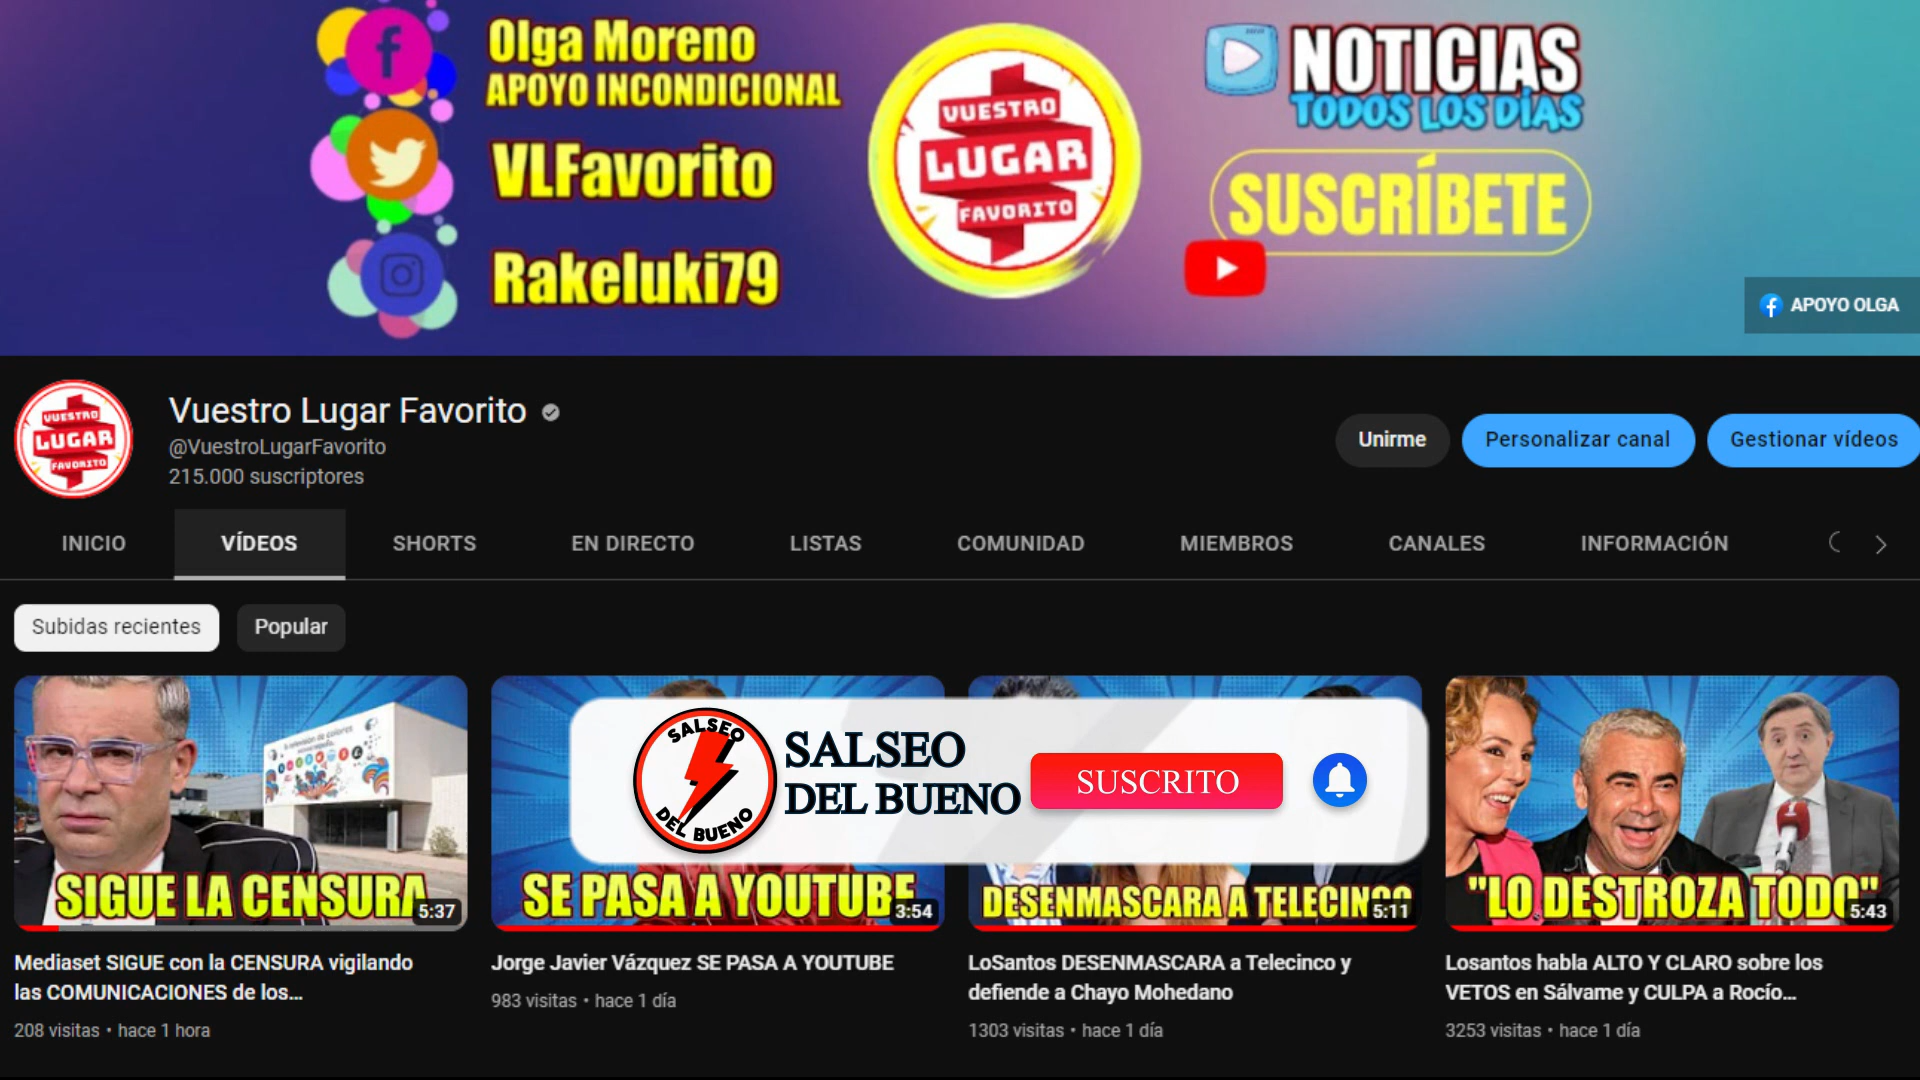 Olga Moreno
APOYO INCONDICIONAL
VLFavorito
Rakeluki79
VUESTRO
LUGAR
FAVORITO
NOTICIAS
TODOS LOS DÍAS
SUSCRÍBETE
APOYO OLGA
VUESTRO
LUGAR
FAVORITO
Vuestro Lugar Favorito
@VuestroLugarFavorito
215.000 suscriptores
Unirme
Personalizar canal
Gestionar vídeos
INICIO
VÍDEOS
SHORTS
EN DIRECTO
LISTAS
COMUNIDAD
MIEMBROS
CANALES
INFORMACIÓN
Subidas recientes
Popular
SIGUE LA CENSURA
5:37
SE PASA A YOUTUBE
3:54
SALSEO
DEL BUENO
SALSEO
DEL BUENO
SUSCRITO
DESENMASCARA A TELECINCO
5:11
"LO DESTROZA TODO"
5:43
Mediaset SIGUE con la CENSURA vigilando
las COMUNICACIONES de los...
208 visitas • hace 1 hora
Jorge Javier Vázquez SE PASA A YOUTUBE
983 visitas • hace 1 día
LoSantos DESENMASCARA a Telecinco y
defiende a Chayo Mohedano
1303 visitas • hace 1 día
Losantos habla ALTO Y CLARO sobre los
VETOS en Sálvame y CULPA a Rocío...
3253 visitas • hace 1 día